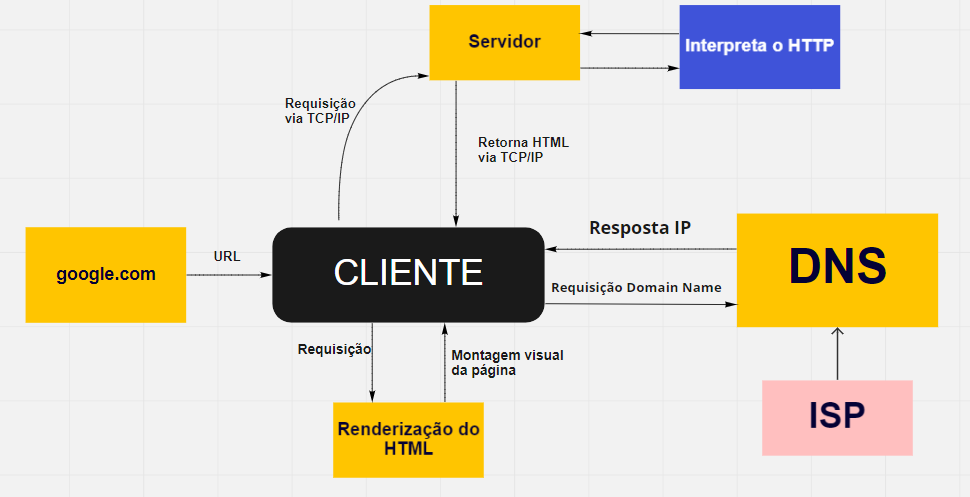 Servidor
Interpreta o HTTP
Requisição
via TCP/IP
Retorna HTML
via TCP/IP
google.com
URL
CLIENTE
Resposta IP
Requisição Domain Name
DNS
Requisição
Montagem visual
da página
Renderização do
HTML
ISP